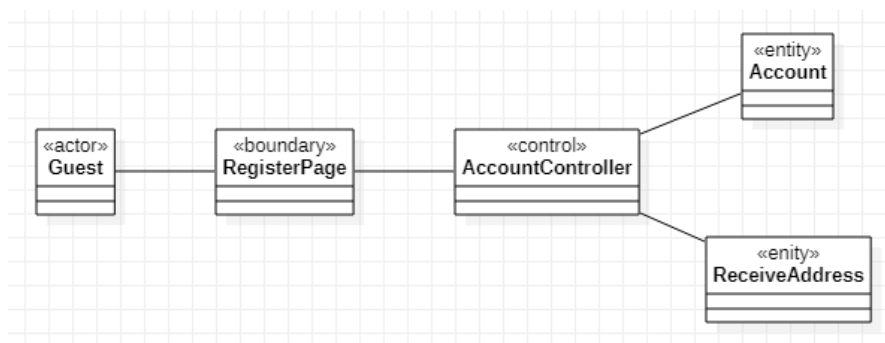 «entity»
Account
«actor»
Guest
«boundary»
RegisterPage
«control»
AccountController
«enity»
ReceiveAddress